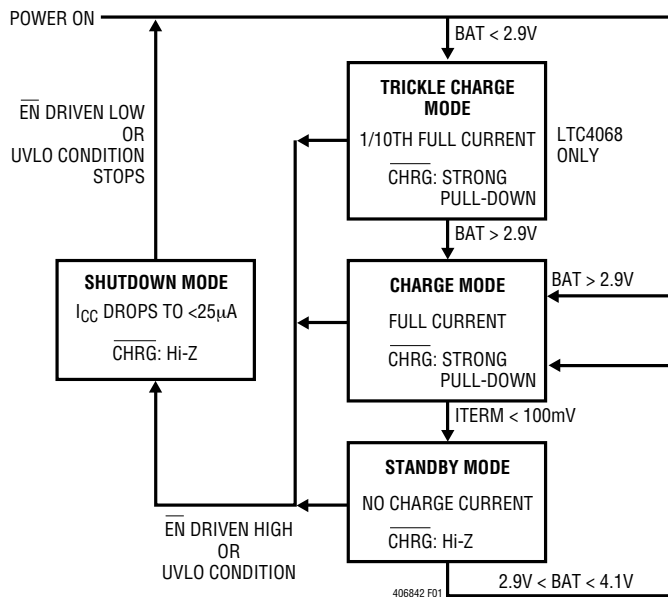 POWER ON
BAT < 2.9V
TRICKLE CHARGE
MODE
1/10TH FULL CURRENT
CHRG: STRONG
PULL-DOWN
LTC4068
ONLY
EN DRIVEN LOW
OR
UVLO CONDITION
STOPS
BAT > 2.9V
SHUTDOWN MODE
ICC DROPS TO <25µA
CHRG: Hi-Z
CHARGE MODE
FULL CURRENT
CHRG: STRONG
PULL-DOWN
BAT > 2.9V
ITERM < 100mV
STANDBY MODE
NO CHARGE CURRENT
CHRG: Hi-Z
EN DRIVEN HIGH
OR
UVLO CONDITION
2.9V < BAT < 4.1V
406842 F01